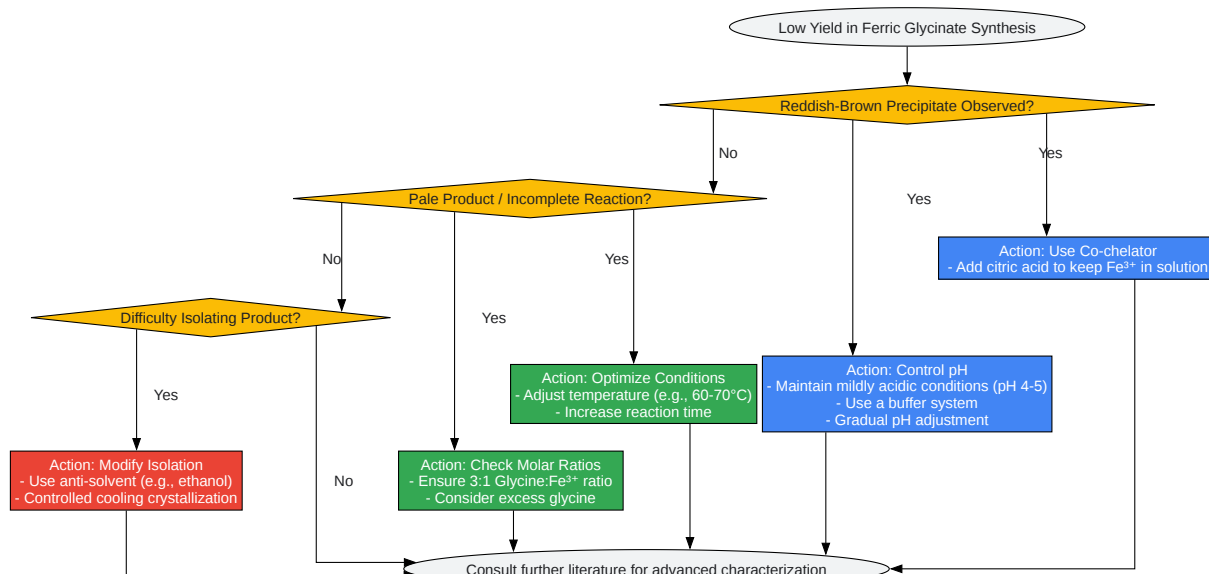 Low Yield in Ferric Glycinate Synthesis
Reddish-Brown Precipitate Observed?
No
Yes
Yes
Pale Product / Incomplete Reaction?
Action: Use Co-chelator
- Add citric acid to keep Fe³⁺ in solution
No
Yes
Yes
Difficulty Isolating Product?
Action: Optimize Conditions
- Adjust temperature (e.g., 60-70°C)
- Increase reaction time
Action: Control pH
- Maintain mildly acidic conditions (pH 4-5)
- Use a buffer system
- Gradual pH adjustment
Yes
No
Action: Modify Isolation
- Use anti-solvent (e.g., ethanol)
- Controlled cooling crystallization
Action: Check Molar Ratios
- Ensure 3:1 Glycine:Fe³⁺ ratio
- Consider excess glycine
Consult further literature for advanced characterization